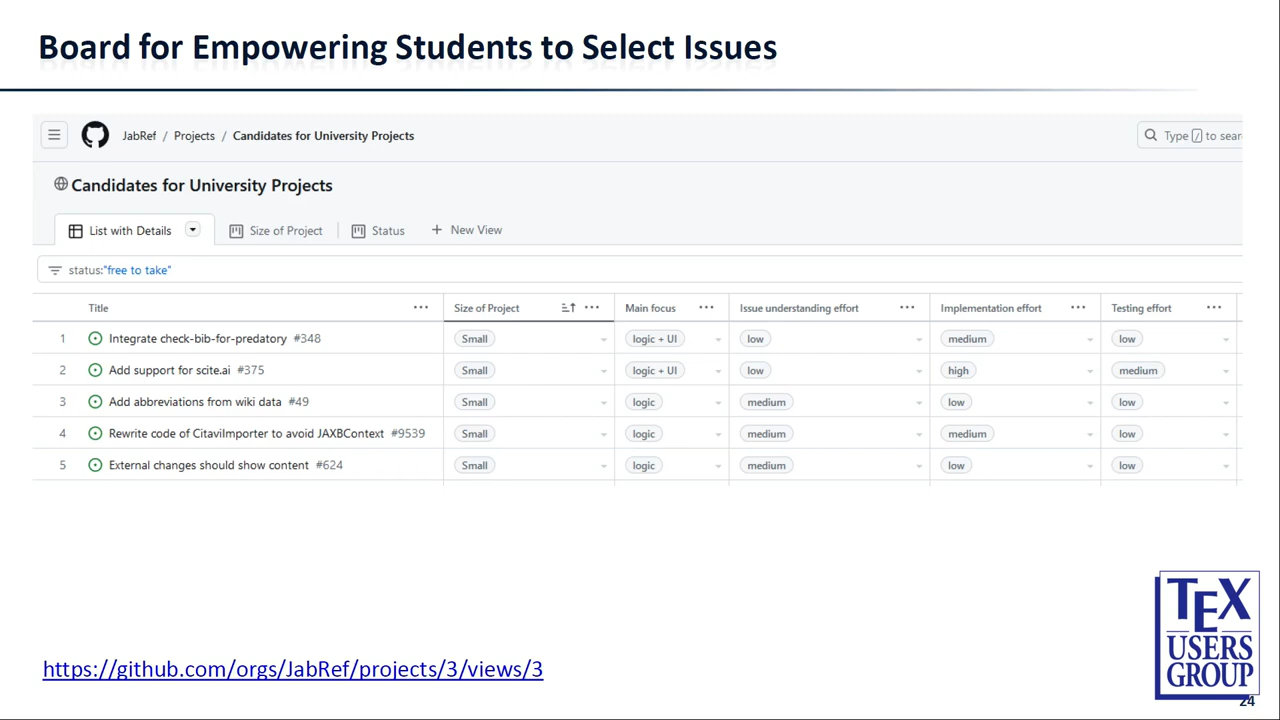 Board for Empowering Students to Select Issues
JabRef / Projects / Candidates for University Projects
Type / to sear
Candidates for University Projects
List with Details Size of Project Status + New View
status:"free to take"
Title Size of Project Main focus Issue understanding effort Implementation effort Testing effort
1 Integrate check-bib-for-predatory #348 Small logic + UI low medium low
2 Add support for scite.ai #375 Small logic + UI low high medium
3 Add abbreviations from wiki data #49 Small logic medium low low
4 Rewrite code of CitaviImporter to avoid JAXBContext #9539 Small logic medium medium low
5 External changes should show content #624 Small logic medium low low
https://github.com/orgs/JabRef/projects/3/views/3
TEX
USERS
GROUP
24